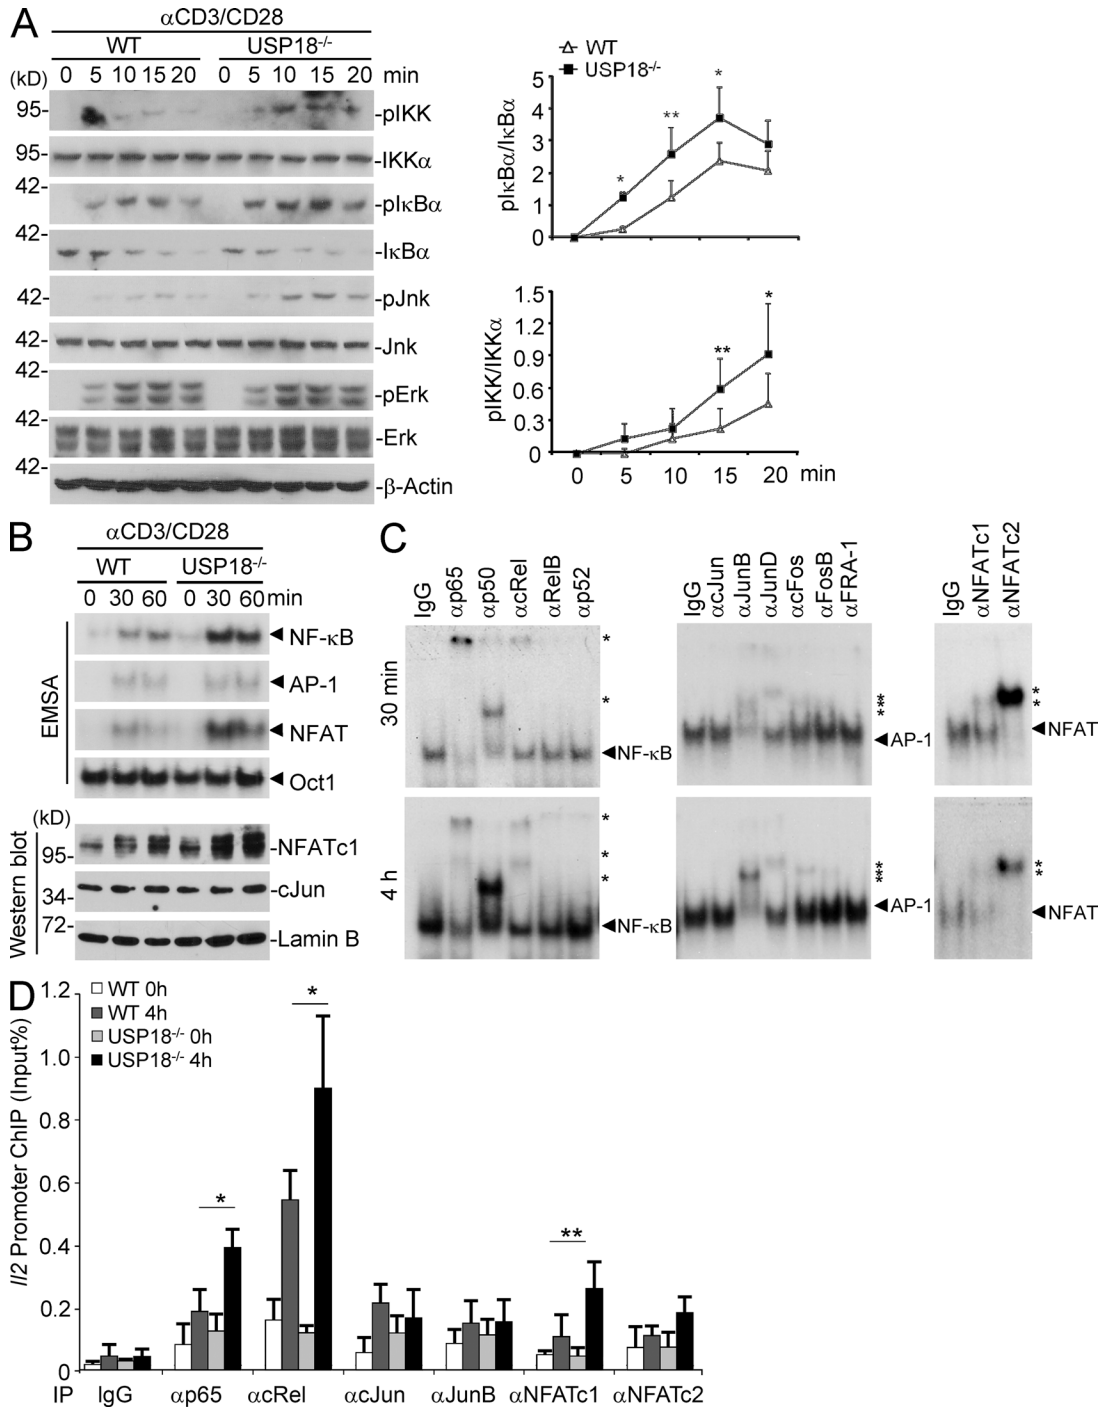 A
αCD3/CD28
WT USP18-/-
(kD) 0 5 10 15 20 0 5 10 15 20 min
95- -pIKK
95- -IKKα
42- -pIκBα
42- -IκBα
42- -pJnk
42- -Jnk
42- -pErk
42- -Erk
42- -β-Actin
WT
USP18-/-
pIκBα/IκBα
5
4
3
2
1
0
*
**
*
pIKK/IKKα
1.5
1.2
0.9
0.6
0.3
0
**
*
0 5 10 15 20 min
B
αCD3/CD28
WT USP18-/-
0 30 60 0 30 60 min
EMSA
NF-κB
AP-1
NFAT
Oct1
Western blot
(kD)
95- -NFATc1
34- -cJun
72- -Lamin B
C
IgG αp65 αp50 αcRel αRelB αp52
IgG αcJun αJunB αJunD αcFos αFosB αFRA-1
IgG αNFATc1 αNFATc2
30 min
*
*
NF-κB
*
*
*
AP-1
*
*
NFAT
4 h
*
*
*
NF-κB
*
*
*
AP-1
*
*
NFAT
D
Il2 Promoter ChIP (Input%)
1.2
1.0
0.8
0.6
0.4
0.2
0
WT 0h
WT 4h
USP18-/- 0h
USP18-/- 4h
*
*
**
IP IgG αp65 αcRel αcJun αJunB αNFATc1 αNFATc2